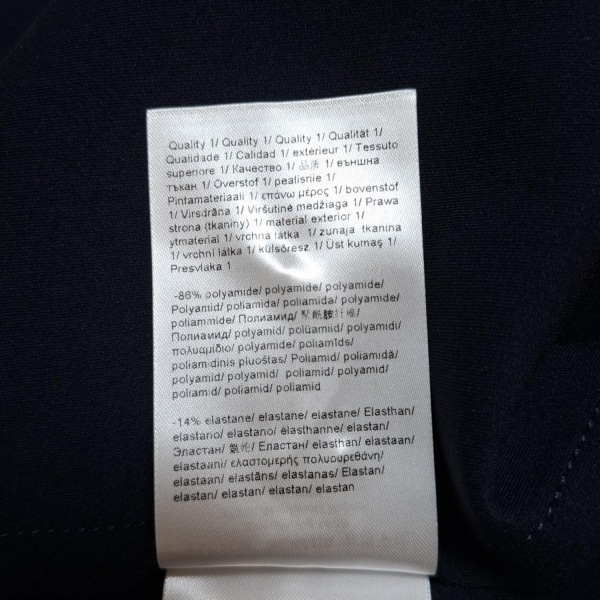 Quality 1/ Quality 1/ Quality 1/ Qualität 1/
Qualidade 1/ Calidad 1/ extérieur 1/ Tessuto
superiore 1/ Качество 1/ 品质 1/ външна
тъкан 1/ Overstof 1/ pealisriie 1/
Pintamateriaali 1/ επάνω μέρος 1/ bovenstof
1/ Virsdrāna 1/ Viršutinė medžiaga 1/ Prawa
strona (tkaniny) 1/ material exterior 1/
ytmaterial 1/ vrchna látka 1/ zunaja tkanina
1/ vrchní látka 1/ külsőresz 1/ Üst kumaş 1/
Presvlaka 1
-86% polyamide/ polyamide/ polyamide/
Polyamid/ poliamida/ poliamida/ polyamide/
poliammide/ Полиамид/ 聚酰胺纤维/
Полиамид/ polyamid/ polüamiid/ polyamidi/
πολυαμίδιο/ polyamide/ poliamīds/
poliamidinis pluoštas/ Poliamid/ poliamidă/
polyamid/ polyamid/ poliamid/ polyamid/
poliamid/ poliamid/ poliamid
-14% elastane/ elastane/ elastane/ Elasthan/
elastano/ elastano/ élasthanne/ elastan/
Эластан/ 氨纶/ Еластан/ elasthan/ elastaan/
elastaani/ ελαστομερής πολυουρεθάνη/
elastaan/ elastāns/ elastanas/ Elastan/
elastan/ elastan/ elastan/ Elastan/
elastan/ elastan/ elastan